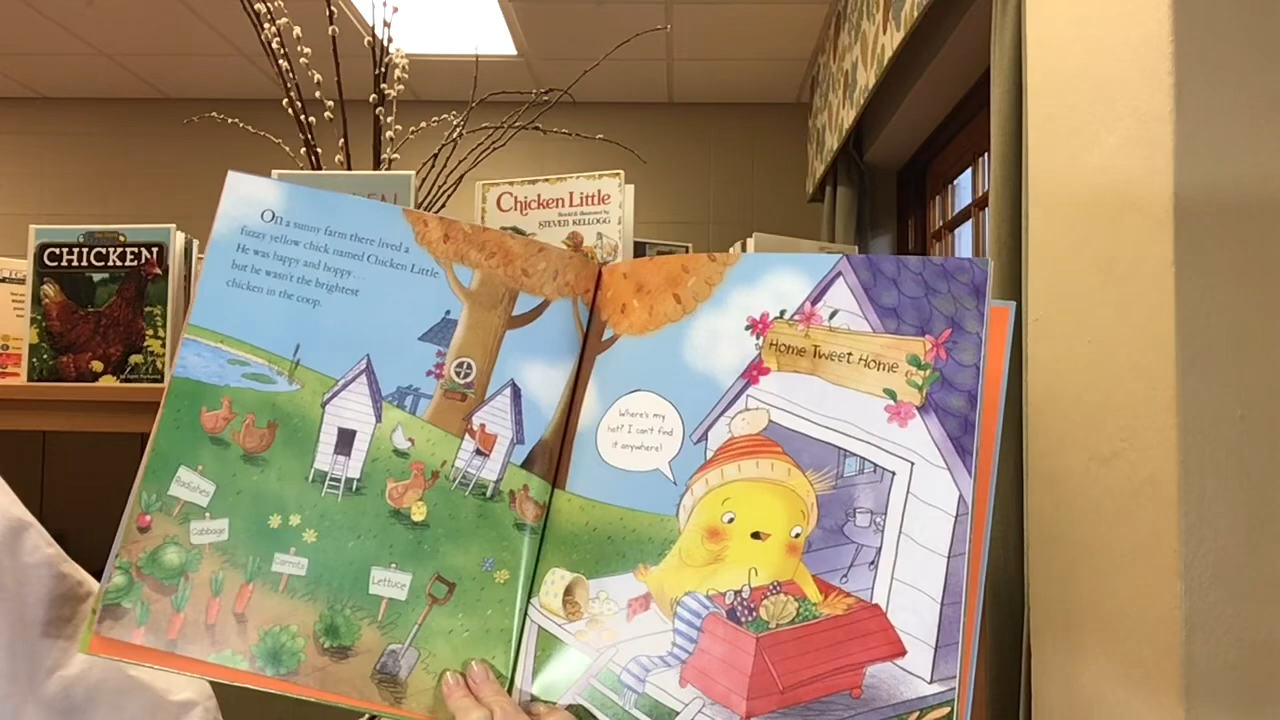 On a sunny farm there lived a
fuzzy yellow chick named Chicken Little.
He was happy and hoppy...
but he wasn't the brightest
chicken in the coop.
Radishes
Cabbage
Carrots
Lettuce
Where's my
hat? I can't find
it anywhere!
Home Tweet Home
CHICKEN
Chicken Little
Retold & Illustrated by
STEVEN KELLOGG